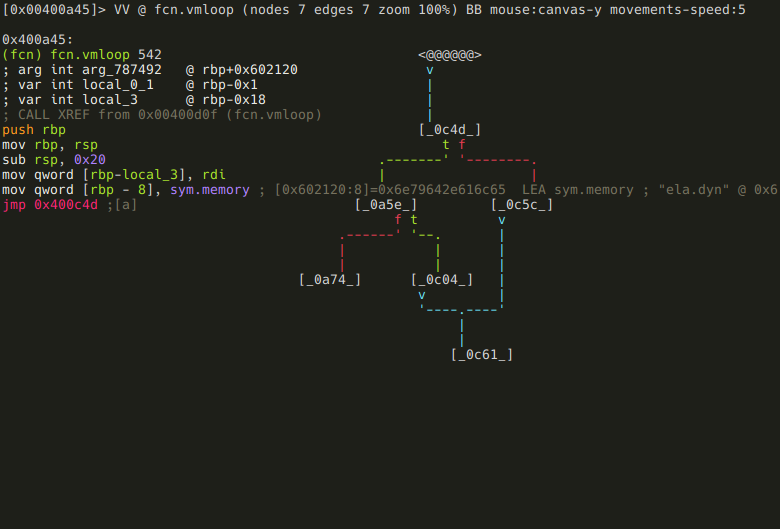 [0x00400a45]> VV @ fcn.vmloop (nodes 7 edges 7 zoom 100%) BB mouse:canvas-y movements-speed:5
0x400a45:
(fcn) fcn.vmloop 542 <@@@@@@>
; arg int arg_787492 @ rbp+0x602120 v
; var int local_0_1 @ rbp-0x1
; var int local_3 @ rbp-0x18
; CALL XREF from 0x00400d0f (fcn.vmloop)
push rbp [_0c4d_]
mov rbp, rsp t f
sub rsp, 0x20
mov qword [rbp-local_3], rdi
mov qword [rbp - 8], sym.memory ; [0x602120:8]=0x6e79642e616c65 LEA sym.memory ; "ela.dyn" @ 0x6
jmp 0x400c4d ;[a] [_0a5e_] [_0c5c_]
f t v
[_0a74_] [_0c04_]
v
[_0c61_]